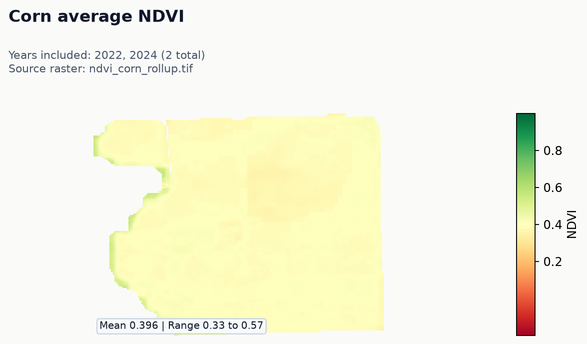 Corn average NDVI
Years included: 2022, 2024 (2 total)
Source raster: ndvi_corn_rollup.tif
0.8
0.6
0.4
0.2
NDVI
Mean 0.396 | Range 0.33 to 0.57